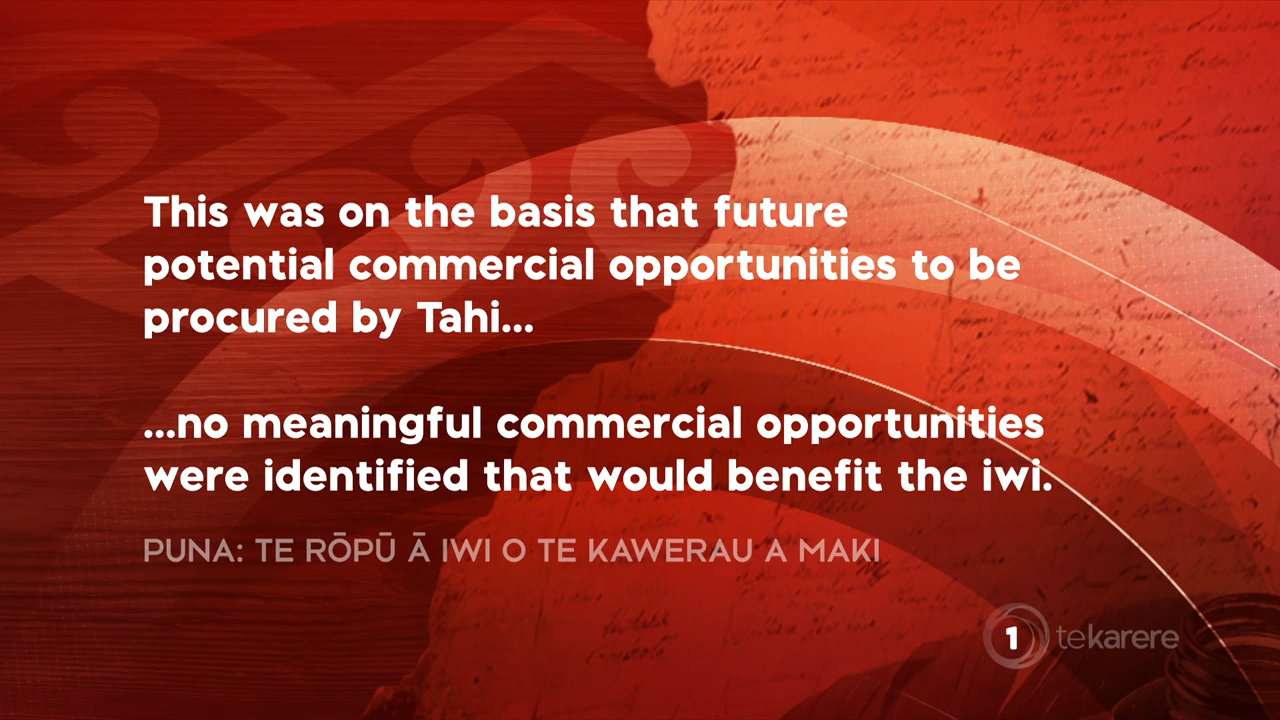 This was on the basis that future
potential commercial opportunities to be
procured by Tahi...
...no meaningful commercial opportunities
were identified that would benefit the iwi.
PUNA: TE RŌPŪ Ā IWI O TE KAWERAU A MAKI
1 tekarere